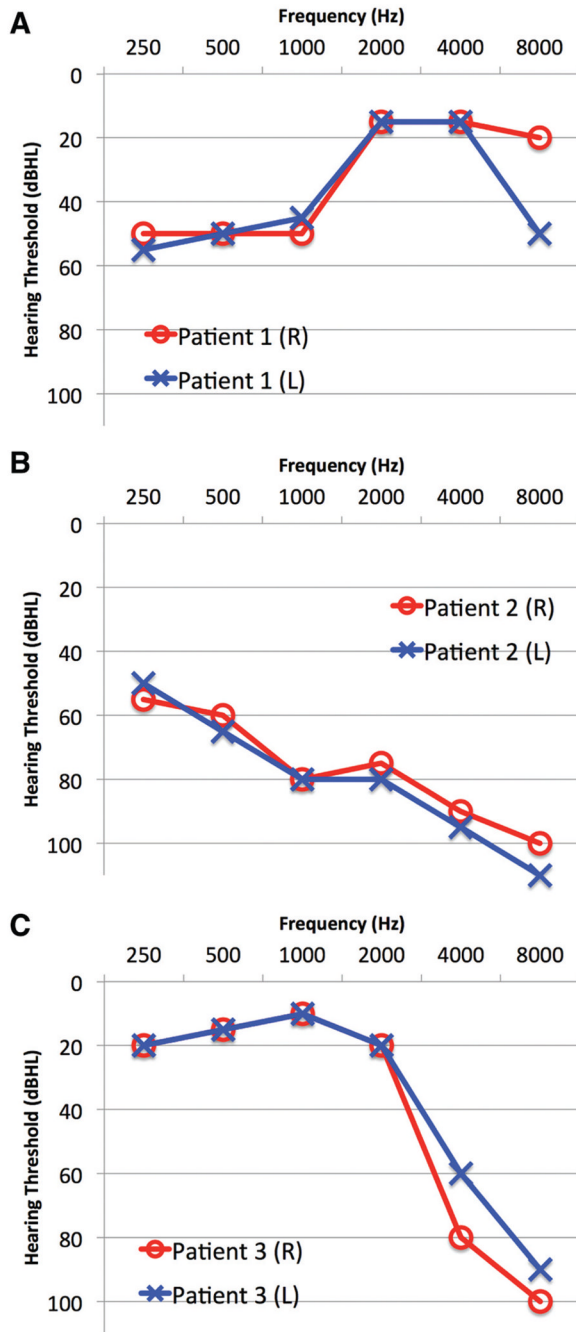 A
Frequency (Hz)
250 500 1000 2000 4000 8000
Hearing Threshold (dBHL)
0
20
40
60
80
100
Patient 1 (R)
Patient 1 (L)
B
Frequency (Hz)
250 500 1000 2000 4000 8000
Hearing Threshold (dBHL)
0
20
40
60
80
100
Patient 2 (R)
Patient 2 (L)
C
Frequency (Hz)
250 500 1000 2000 4000 8000
Hearing Threshold (dBHL)
0
20
40
60
80
100
Patient 3 (R)
Patient 3 (L)